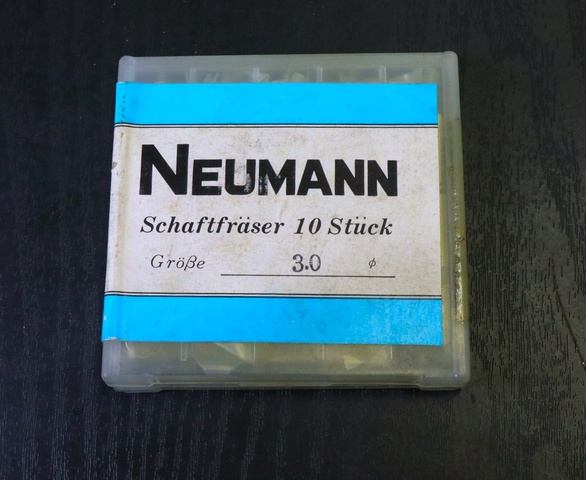 NEUMANN
Schaftfräser 10 Stück
Größe 3.0 ϕ